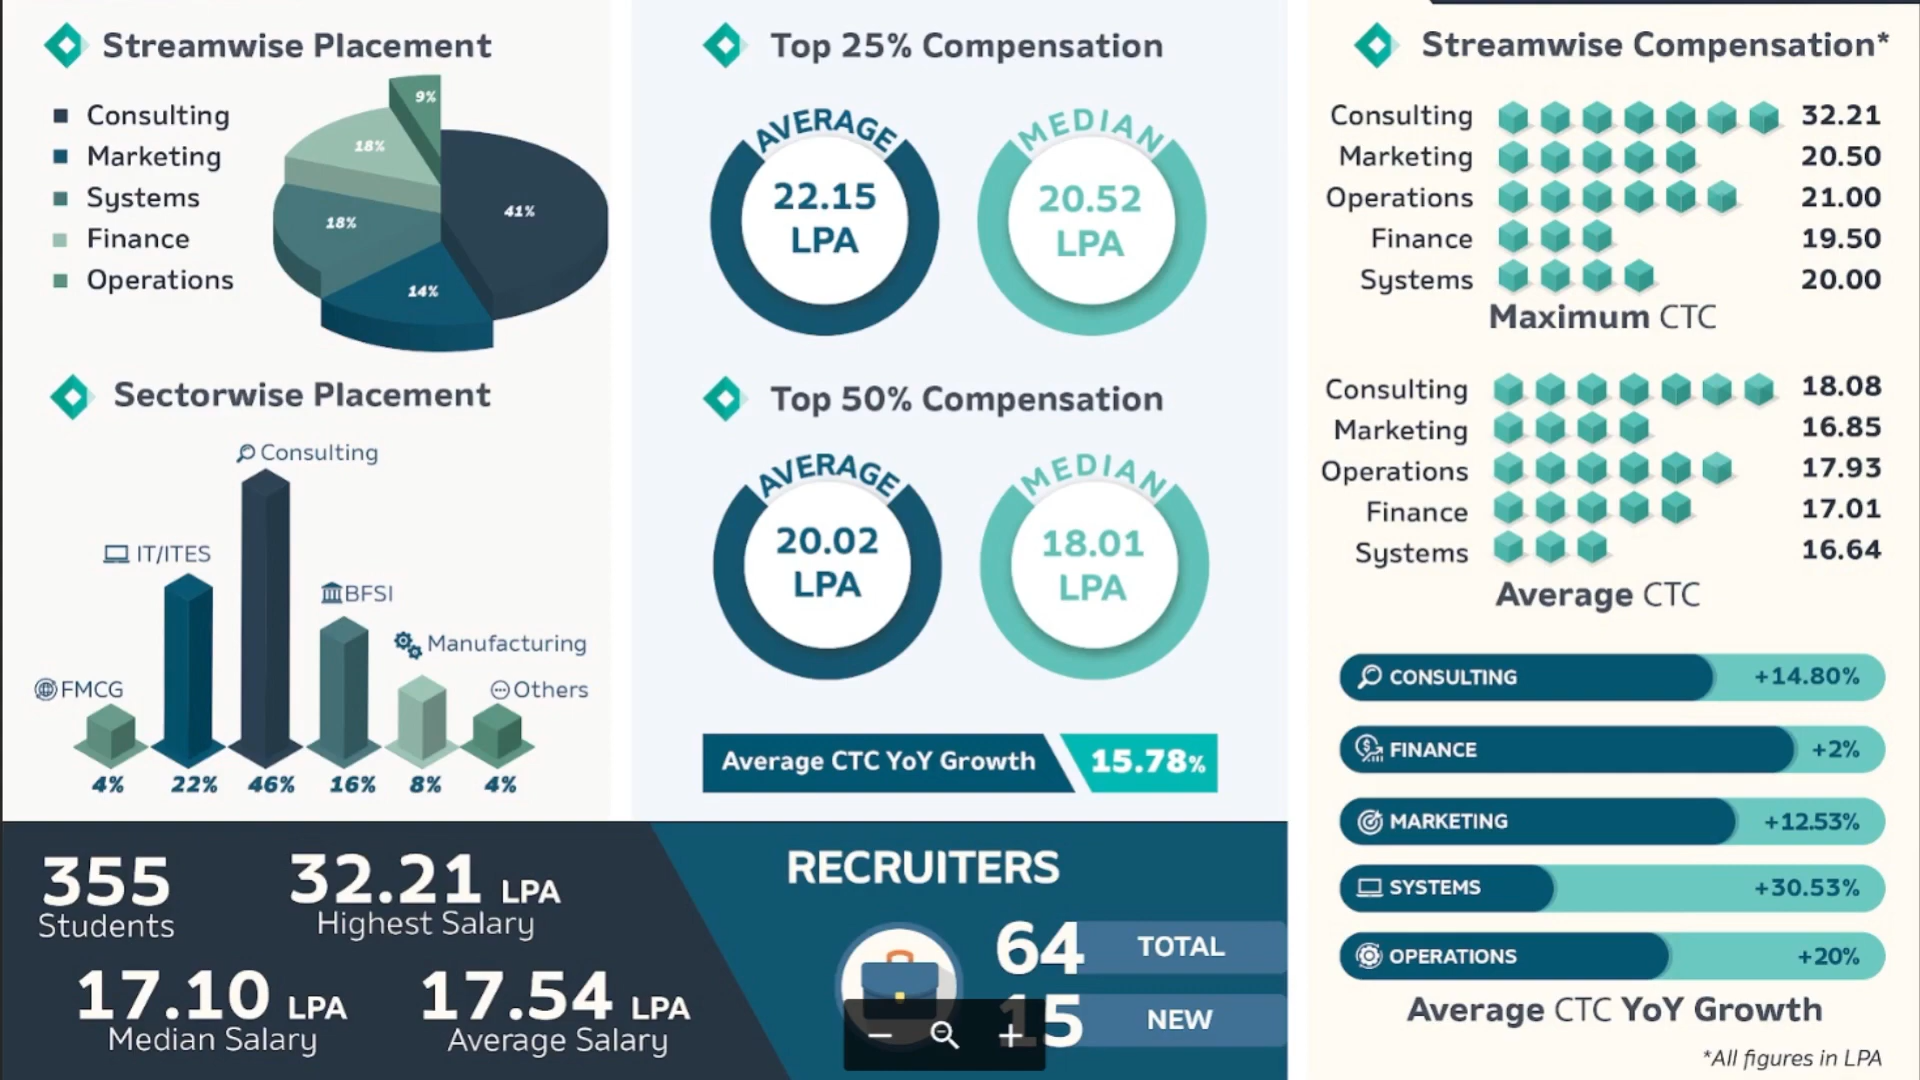 Streamwise Placement
Consulting
Marketing
Systems
Finance
Operations
9%
18%
41%
18%
14%
Sectorwise Placement
Consulting
IT/ITES
BFSI
Manufacturing
FMCG
Others
4% 22% 46% 16% 8% 4%
355
Students
32.21 LPA
Highest Salary
17.10 LPA
Median Salary
17.54 LPA
Average Salary
Top 25% Compensation
AVERAGE
22.15
LPA
MEDIAN
20.52
LPA
Top 50% Compensation
AVERAGE
20.02
LPA
MEDIAN
18.01
LPA
Average CTC YoY Growth 15.78%
RECRUITERS
64 TOTAL
15 NEW
Streamwise Compensation*
Consulting 32.21
Marketing 20.50
Operations 21.00
Finance 19.50
Systems 20.00
Maximum CTC
Consulting 18.08
Marketing 16.85
Operations 17.93
Finance 17.01
Systems 16.64
Average CTC
CONSULTING +14.80%
FINANCE +2%
MARKETING +12.53%
SYSTEMS +30.53%
OPERATIONS +20%
Average CTC YoY Growth
*All figures in LPA